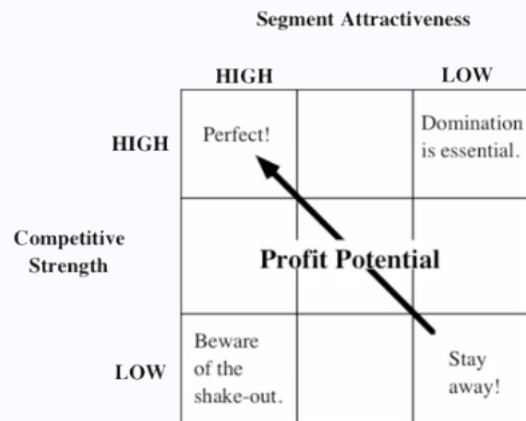 Segment Attractiveness
HIGH
LOW
HIGH
Perfect!
Domination
is essential.
Competitive
Strength
Profit Potential
LOW
Beware
of the
shake-out.
Stay
away!